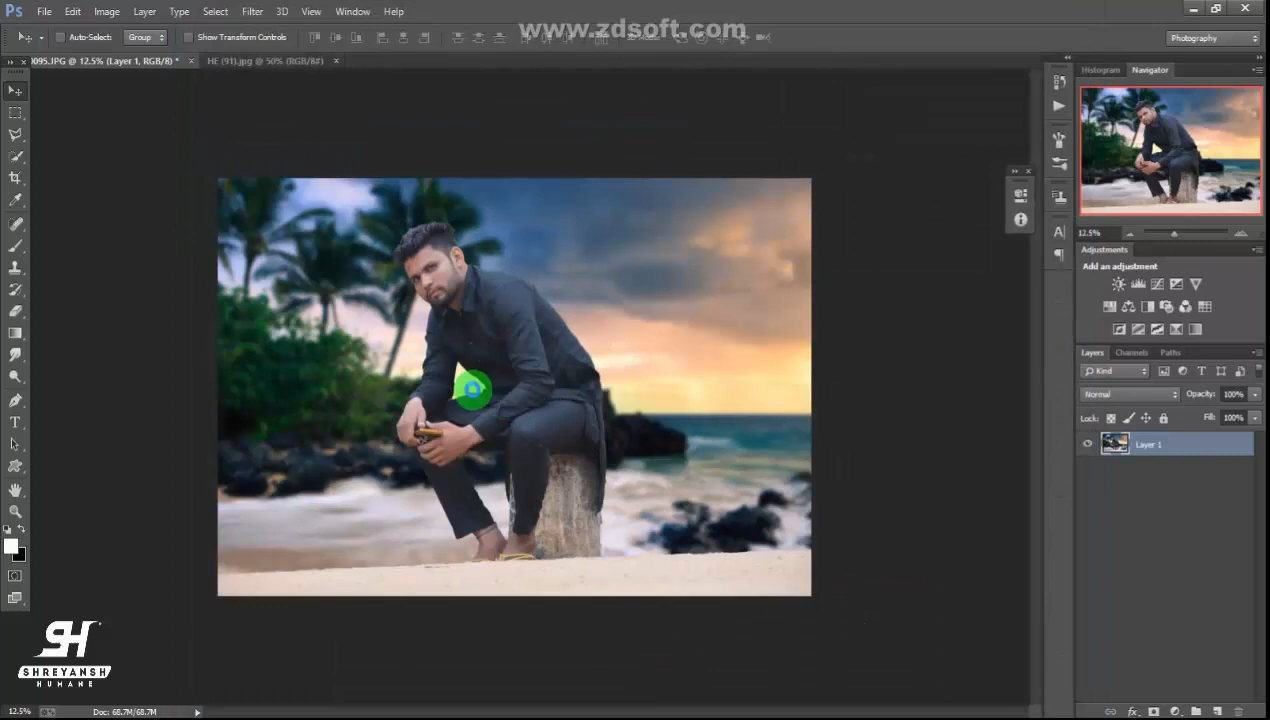 Ps File Edit Image Layer Type Select Filter 3D View Window Help
www.zdsoft.com
Auto-Select: Group Show Transform Controls
Photography
0095.JPG @ 12.5% (Layer 1, RGB/8) * HE (91).jpg @ 50% (RGB/8#)
Histogram Navigator
12.5%
Adjustments
Add an adjustment
Layers Channels Paths
Kind
Normal Opacity: 100%
Lock: Fill: 100%
Layer 1
SH
SHREYANSH
HUMANE
12.5% Doc: 68.7M/68.7M